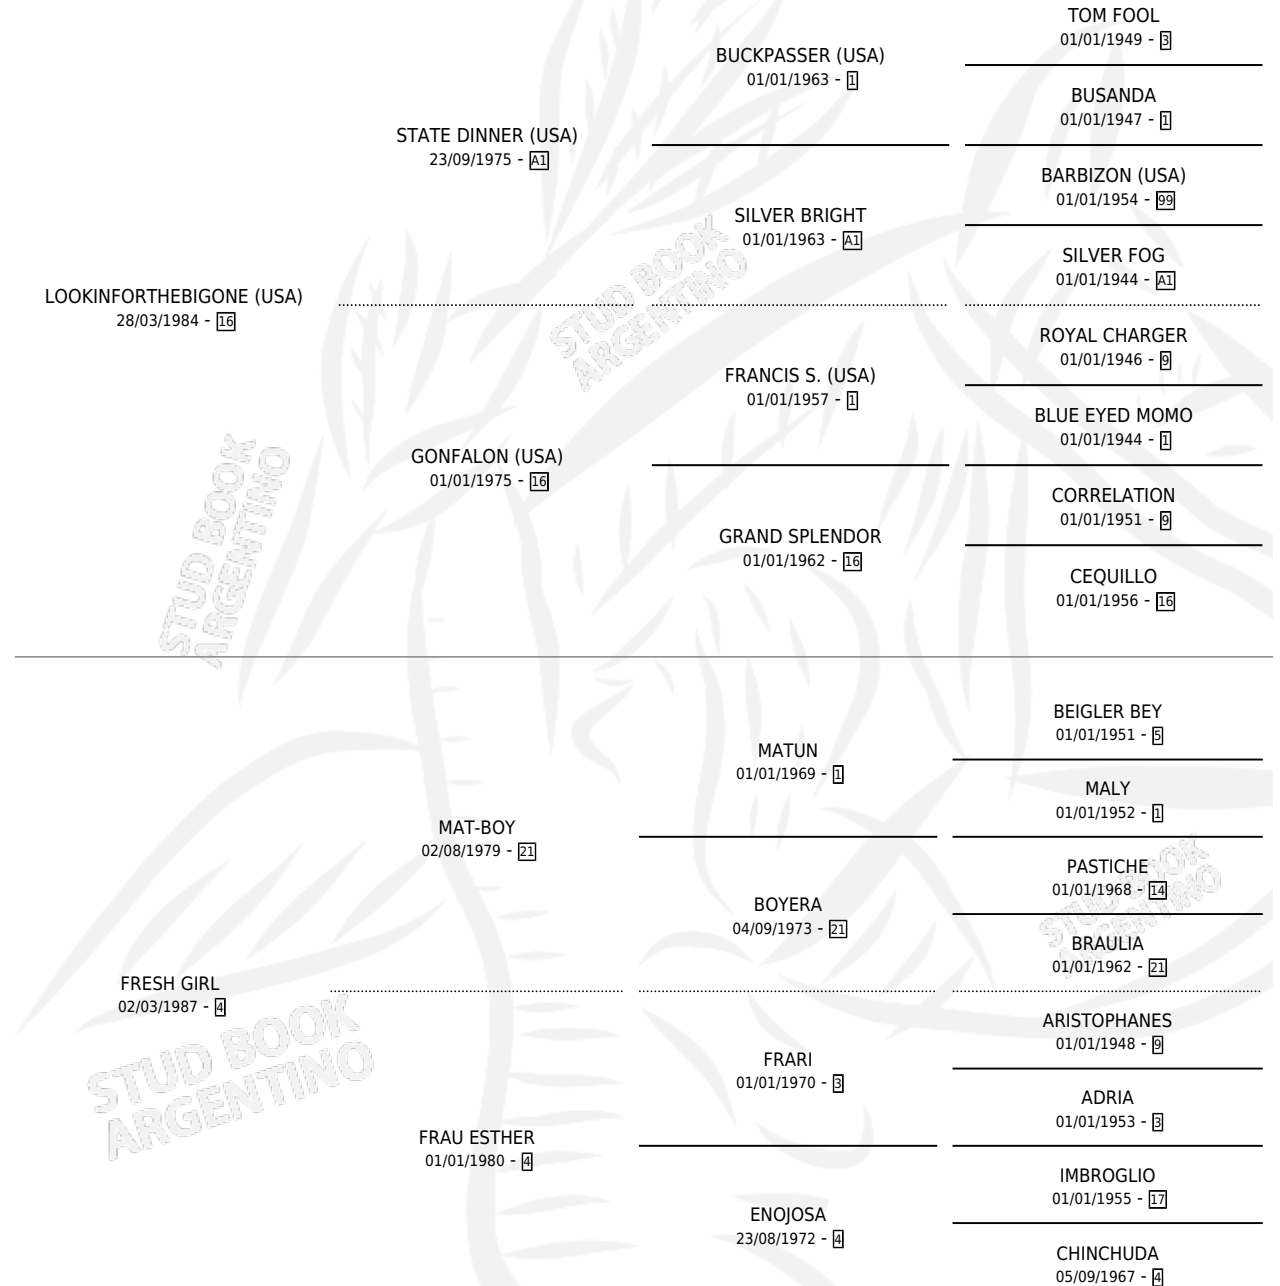 TOM FOOL
01/01/1949 - 3
BUCKPASSER (USA)
01/01/1963 - 1
BUSANDA
01/01/1947 - 1
STATE DINNER (USA)
23/09/1975 - A1
BARBIZON (USA)
01/01/1954 - 99
SILVER BRIGHT
01/01/1963 - A1
SILVER FOG
01/01/1944 - A1
LOOKINFORTHEBIGONE (USA)
28/03/1984 - 16
ROYAL CHARGER
01/01/1946 - 9
FRANCIS S. (USA)
01/01/1957 - 1
BLUE EYED MOMO
01/01/1944 - 1
GONFALON (USA)
01/01/1975 - 16
CORRELATION
01/01/1951 - 9
GRAND SPLENDOR
01/01/1962 - 16
CEQUILLO
01/01/1956 - 16
STUD BOOK
ARGENTINO
STUD BOOK
ARGENTINO
BEIGLER BEY
01/01/1951 - 5
MATUN
01/01/1969 - 1
MALY
01/01/1952 - 1
MAT-BOY
02/08/1979 - 21
PASTICHE
01/01/1968 - 14
BOYERA
04/09/1973 - 21
BRAULIA
01/01/1962 - 21
FRESH GIRL
02/03/1987 - 4
ARISTOPHANES
01/01/1948 - 9
FRARI
01/01/1970 - 3
ADRIA
01/01/1953 - 3
FRAU ESTHER
01/01/1980 - 4
IMBROGLIO
01/01/1955 - 17
ENOJOSA
23/08/1972 - 4
CHINCHUDA
05/09/1967 - 4
STUD BOOK
ARGENTINO
STUD BOOK
ARGENTINO